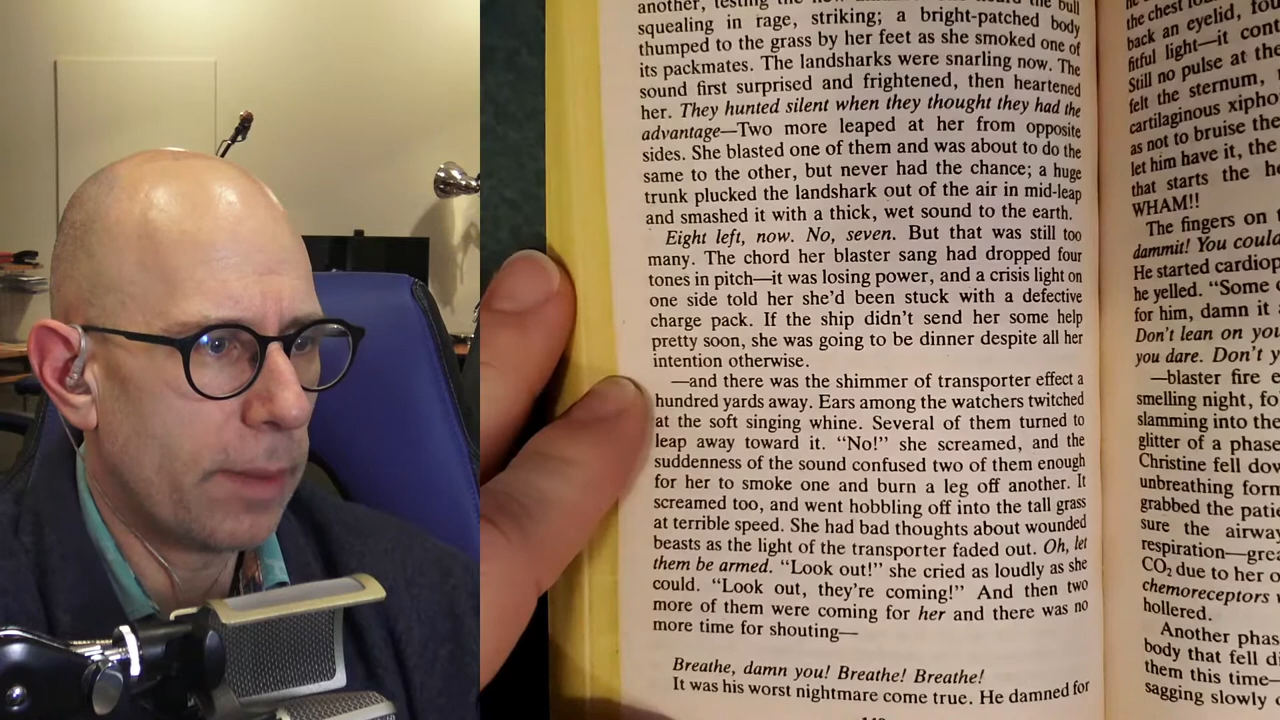 another, testing the
squealing in rage, striking; a bright-patched body
thumped to the grass by her feet as she smoked one of
its packmates. The landsharks were snarling now. The
sound first surprised and frightened, then heartened
her. They hunted silent when they thought they had the
advantage—Two more leaped at her from opposite
sides. She blasted one of them and was about to do the
same to the other, but never had the chance; a huge
trunk plucked the landshark out of the air in mid-leap
and smashed it with a thick, wet sound to the earth.
Eight left, now. No, seven. But that was still too
many. The chord her blaster sang had dropped four
tones in pitch—it was losing power, and a crisis light on
one side told her she'd been stuck with a defective
charge pack. If the ship didn't send her some help
pretty soon, she was going to be dinner despite all her
intention otherwise.
—and there was the shimmer of transporter effect a
hundred yards away. Ears among the watchers twitched
at the soft singing whine. Several of them turned to
leap away toward it. "No!" she screamed, and the
suddenness of the sound confused two of them enough
for her to smoke one and burn a leg off another. It
screamed too, and went hobbling off into the tall grass
at terrible speed. She had bad thoughts about wounded
beasts as the light of the transporter faded out. Oh, let
them be armed. "Look out!" she cried as loudly as she
could. "Look out, they're coming!" And then two
more of them were coming for her and there was no
more time for shouting—
Breathe, damn you! Breathe! Breathe!
It was his worst nightmare come true. He damned for
the chest
back an eyelid,
fitful light—it
Still no pulse at the
felt the sternum,
cartilaginous
as not to bruise the
let him have it, the
that starts the
WHAM!!
The fingers on
dammit! You
He started
he yelled. "Some
for him, damn it
Don't lean on
you dare. Don't
—blaster fire
smelling night,
slamming into the
glitter of a
Christine fell
unbreathing
grabbed the
sure the
respiration—
CO₂ due to her
chemoreceptors
hollered.
Another
body that fell
them this time—
sagging slowly